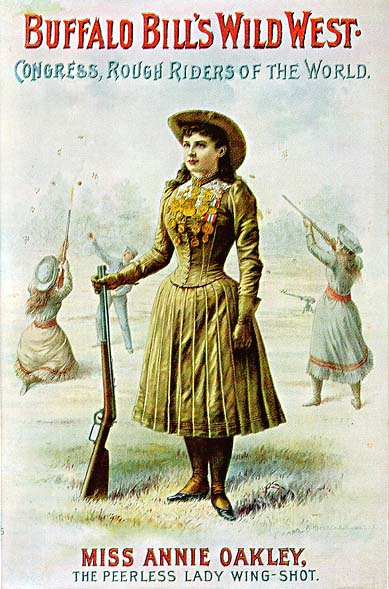 BUFFALO BILL'S WILD WEST·
CONGRESS, ROUGH RIDERS OF THE WORLD.
MISS ANNIE OAKLEY,
THE PEERLESS LADY WING-SHOT.